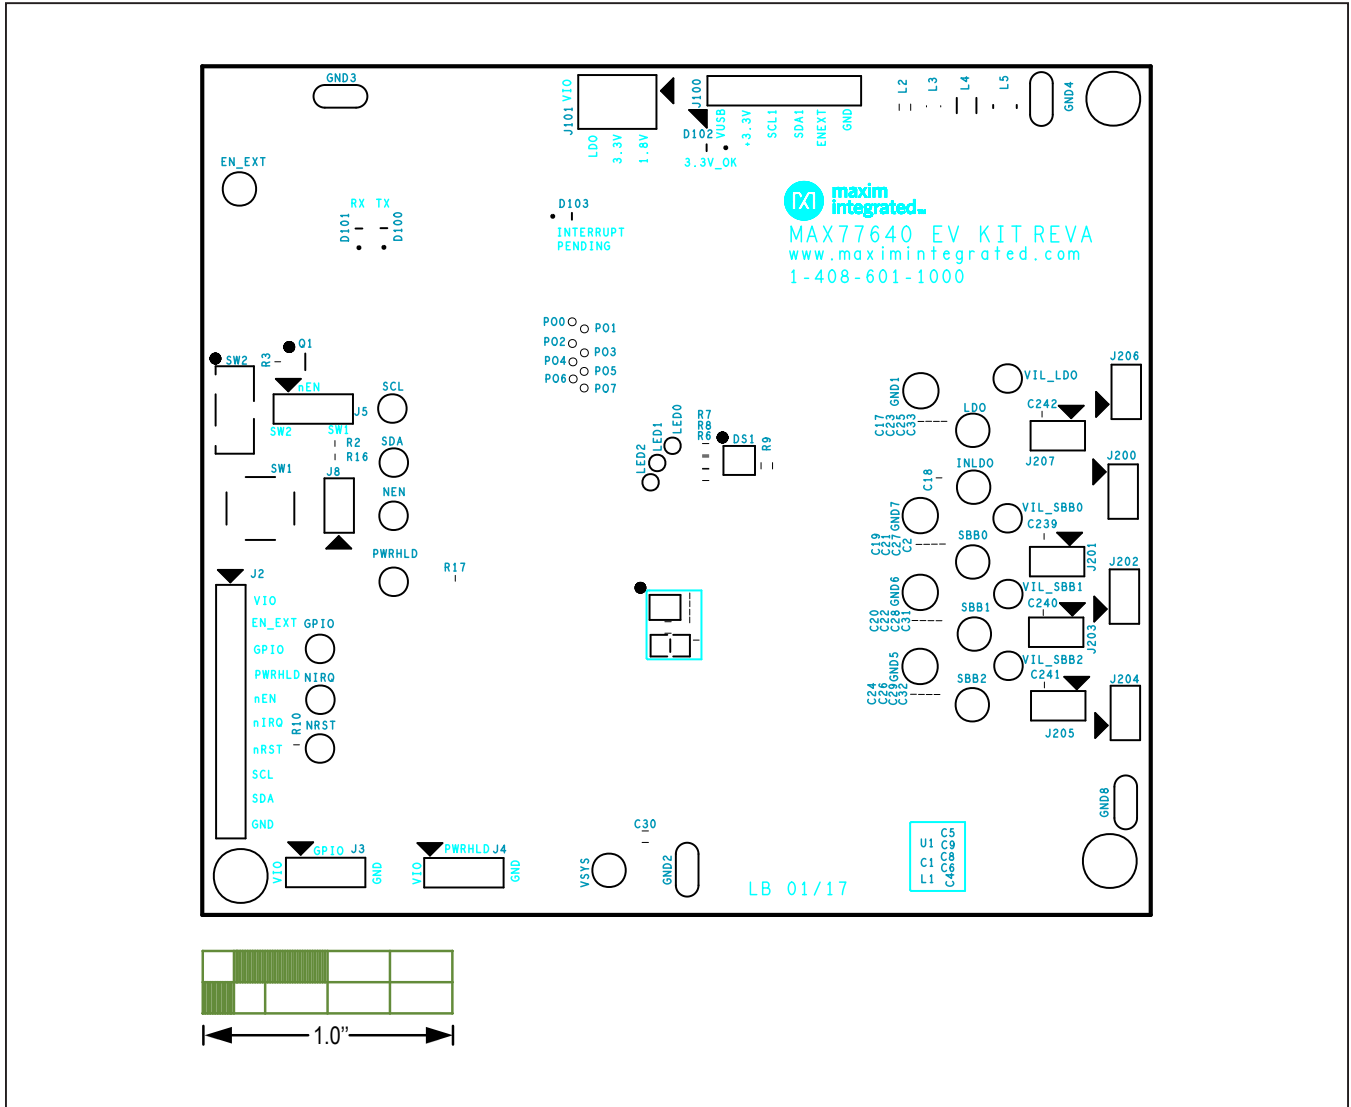 GND3
J101
VIO
LDO
3.3V
1.8V
J100
D102
VUSB
+3.3V
SCL1
SDA1
ENEXT
GND
3.3V_OK
L2
L3
L4
L5
GND4
EN_EXT
RX TX
D101
D100
D103
INTERRUPT
PENDING
maxim
integrated™
MAX77640 EV KIT REVA
www.maximintegrated.com
1-408-601-1000
PO0
PO1
PO2
PO3
PO4
PO5
PO6
PO7
SW2
R3
Q1
nEN
J5
SW2
SW1
SCL
R2
R16
SDA
SW1
J8
NEN
PWRHLD
R17
LED2
LED1
LED0
R7
R8
R6
DS1
R9
GND1
C17
C23
C25
C33
LDO
VIL_LDO
C242
J206
J207
J200
C18
INLDO
GND7
C19
C21
C27
C2
SBB0
VIL_SBB0
C239
J201
J202
GND6
C20
C22
C28
C31
SBB1
VIL_SBB1
C240
J203
GND5
C24
C26
C29
C32
SBB2
VIL_SBB2
C241
J205
J204
J2
VIO
EN_EXT
GPIO
PWRHLD
nEN
nIRQ
nRST
SCL
SDA
GND
GPIO
NIRQ
R10
NRST
VIO
GPIO
J3
GND
VIO
PWRHLD
J4
GND
C30
VSYS
GND2
LB 01/17
U1
C1
L1
C5
C9
C8
C6
C4
GND8
1.0”